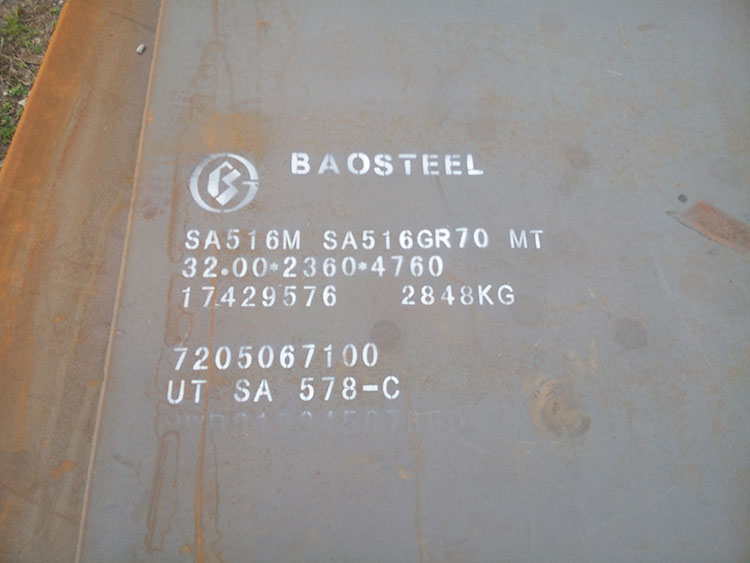 BAOSTEEL
SA516M SA516GR70 MT
32.00*2360*4760
17429576 2848KG
7205067100
UT SA 578-C